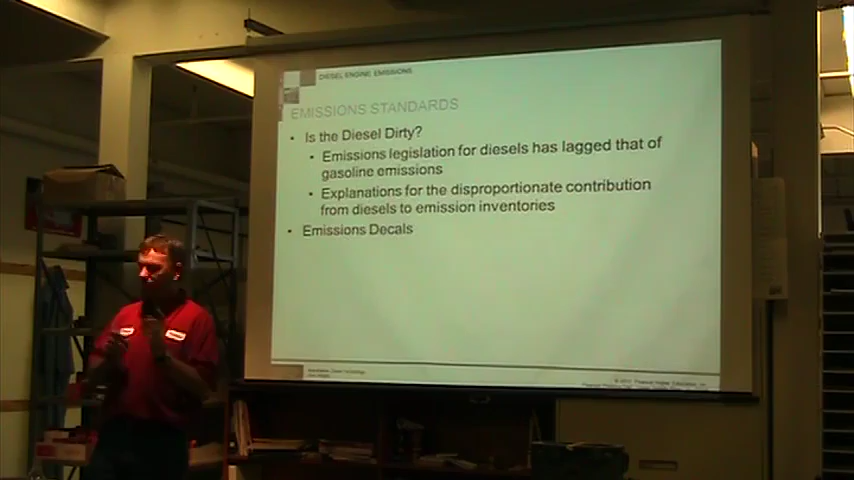 DIESEL ENGINE EMISSIONS
EMISSIONS STANDARDS
• Is the Diesel Dirty?
• Emissions legislation for diesels has lagged that of
gasoline emissions
• Explanations for the disproportionate contribution
from diesels to emission inventories
• Emissions Decals